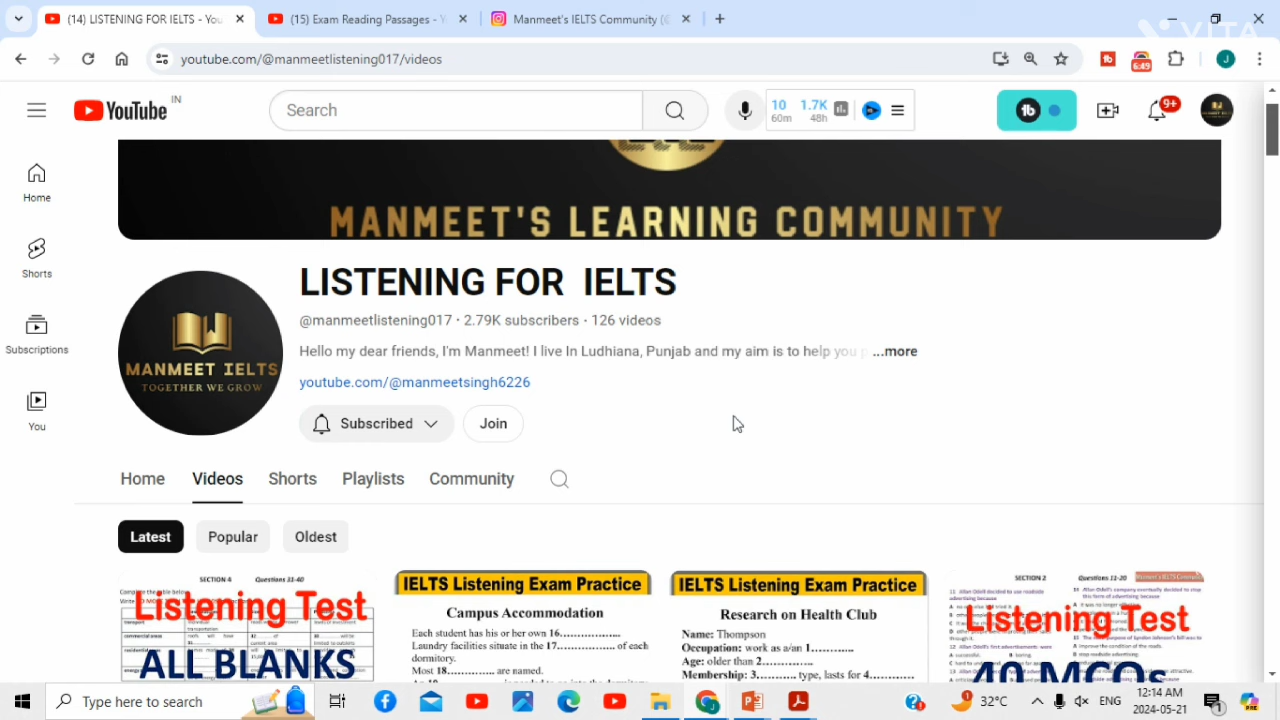 (14) LISTENING FOR IELTS - You
(15) Exam Reading Passages - Y
Manmeet's IELTS Community (@
VITA
youtube.com/@manmeetlistening017/videos
6:49
J
YouTube IN
Search
10 1.7K
60m 48h
9+
MANMEET'S LEARNING COMMUNITY
Home
Shorts
Subscriptions
You
MANMEET IELTS
TOGETHER WE GROW
LISTENING FOR IELTS
@manmeetlistening017 · 2.79K subscribers · 126 videos
Hello my dear friends, I'm Manmeet! I live In Ludhiana, Punjab and my aim is to help you p ...more
youtube.com/@manmeetsingh6226
Subscribed
Join
Home Videos Shorts Playlists Community
Latest Popular Oldest
SECTION 4 Questions 31-40
Listening Test
ALL BLANKS
IELTS Listening Exam Practice
us Accommodation
Each student has his or her own 16
Laundry facilities situate in the 17 of each
dormitory.
Most 18 are named.
IELTS Listening Exam Practice
Research on Health Club
Name: Thompson
Occupation: work as a/an 1
Age: older than 2
Membership: 3 type, lasts for 4
SECTION 2 Questions 11-20
Listening Test
40 MCQs
Type here to search
32°C
ENG
12:14 AM
2024-05-21